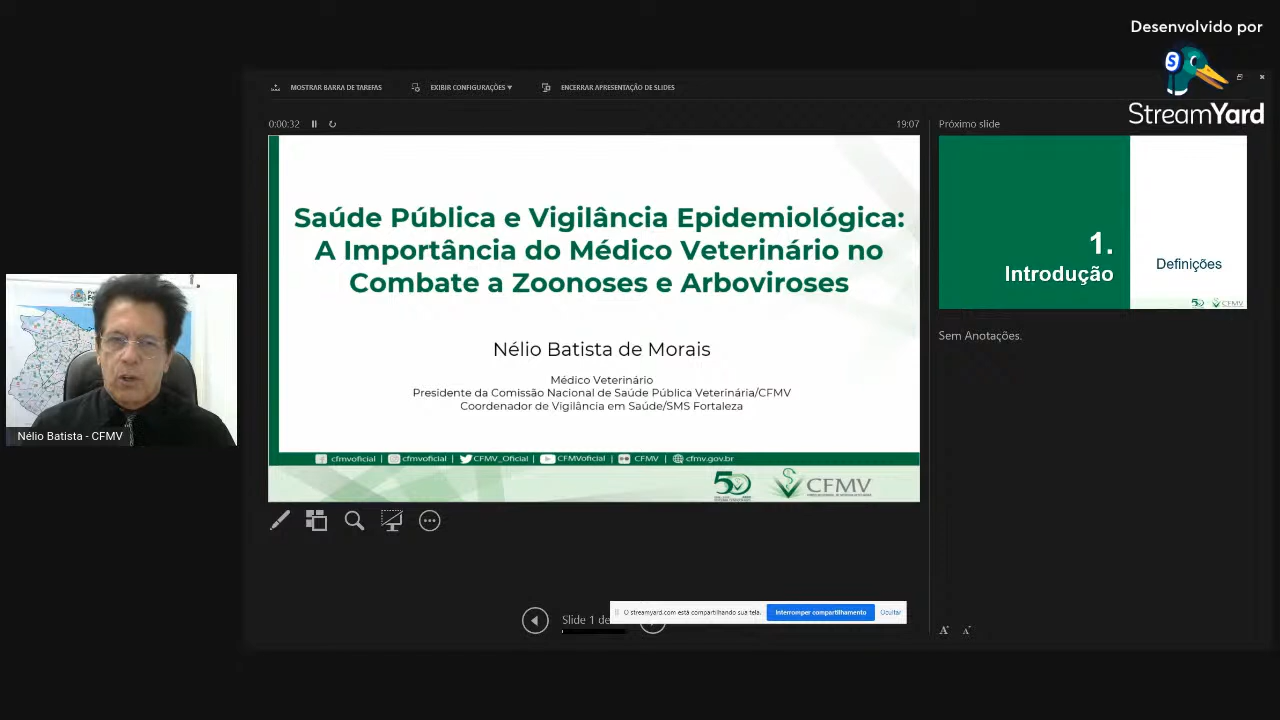 Desenvolvido por
StreamYard
MOSTRAR BARRA DE TAREFAS
EXIBIR CONFIGURAÇÕES ▼
ENCERRAR APRESENTAÇÃO DE SLIDES
0:00:32
19:07
Próximo slide
Saúde Pública e Vigilância Epidemiológica:
A Importância do Médico Veterinário no
Combate a Zoonoses e Arboviroses
Nélio Batista de Morais
Médico Veterinário
Presidente da Comissão Nacional de Saúde Pública Veterinária/CFMV
Coordenador de Vigilância em Saúde/SMS Fortaleza
cfmvoficial | cfmvoficial | CFMV_Oficial | CFMVoficial | CFMV | cfmv.gov.br
50
CFMV
1.
Introdução
Definições
50 CFMV
Sem Anotações.
Nélio Batista - CFMV
Slide 1 de
O streamyard.com está compartilhando sua tela.
Interromper compartilhamento
Ocultar